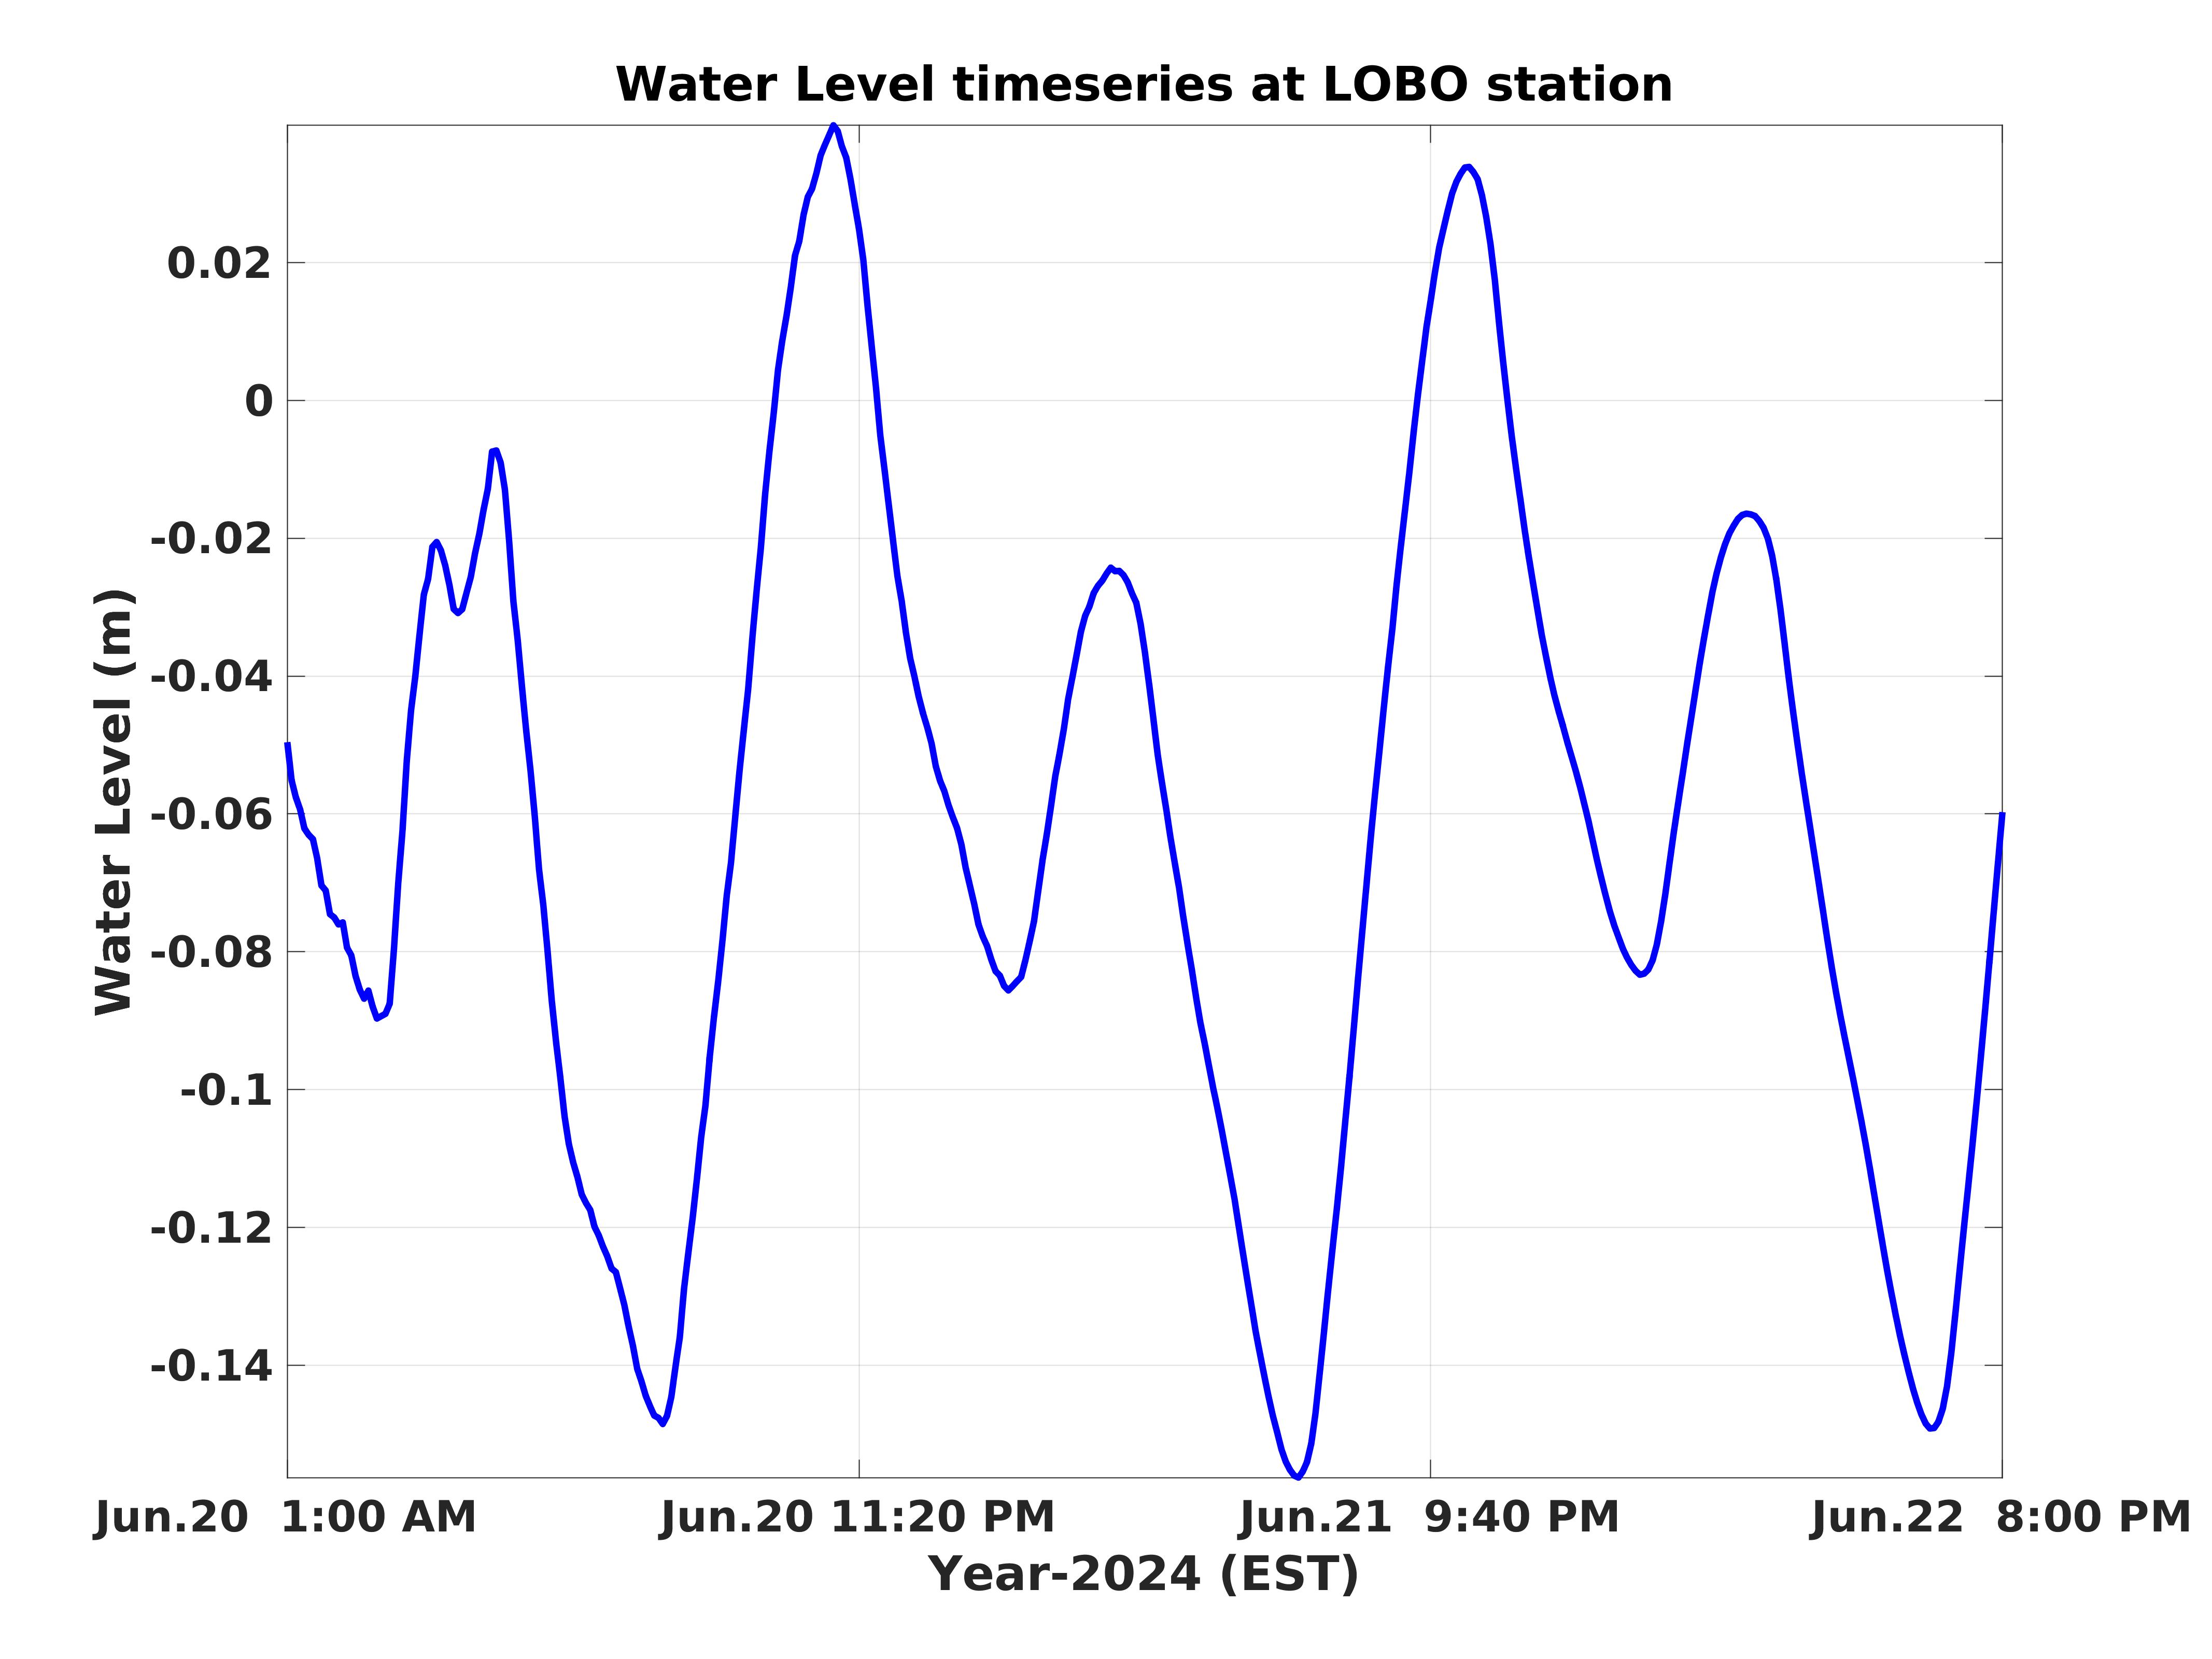 Water Level timeseries at LOBO station
Water Level (m)
0.02
0
-0.02
-0.04
-0.06
-0.08
-0.1
-0.12
-0.14
Jun.20  1:00 AM
Jun.20 11:20 PM
Jun.21  9:40 PM
Jun.22  8:00 PM
Year-2024 (EST)